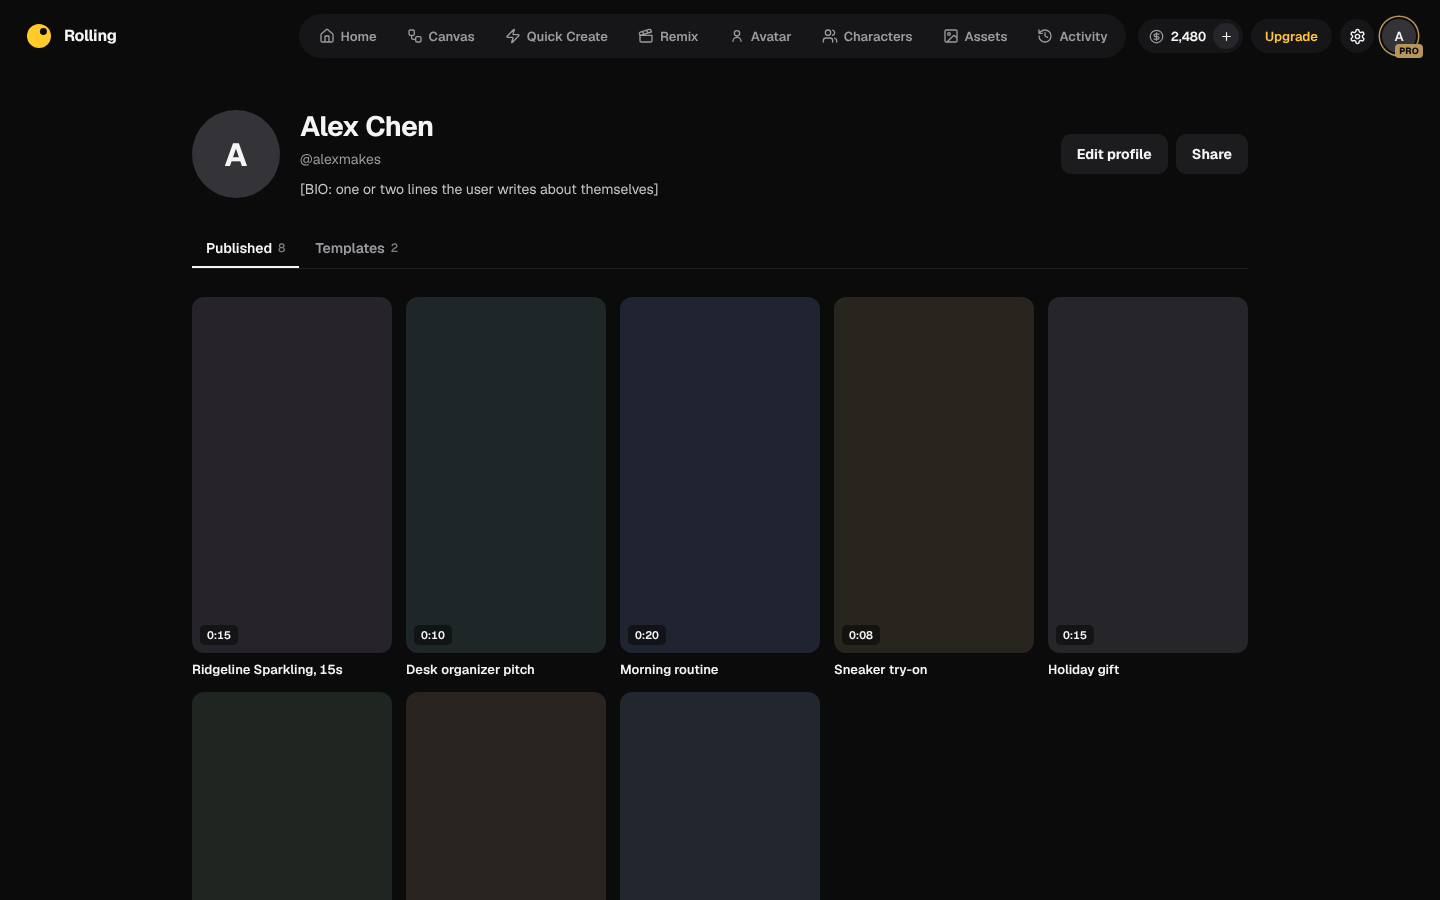 Rolling
Home Canvas Quick Create Remix Avatar Characters Assets Activity
2,480
Upgrade
A
PRO
A
Alex Chen
@alexmakes
[BIO: one or two lines the user writes about themselves]
Edit profile Share
Published 8 Templates 2
0:15 0:10 0:20 0:08 0:15
Ridgeline Sparkling, 15s Desk organizer pitch Morning routine Sneaker try-on Holiday gift